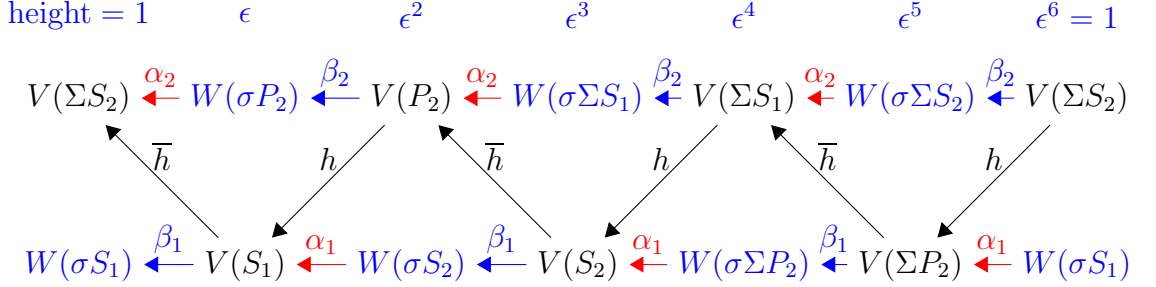 height = 1 ϵ ϵ² ϵ³ ϵ⁴ ϵ⁵ ϵ⁶ = 1
α₂ β₂ α₂ β₂ α₂ β₂
V(ΣS₂) W(σP₂) V(P₂) W(σΣS₁) V(ΣS₁) W(σΣS₂) V(ΣS₂)
h̅ h h̅ h h̅ h
β₁ α₁ β₁ α₁ β₁ α₁
W(σS₁) V(S₁) W(σS₂) V(S₂) W(σΣP₂) V(ΣP₂) W(σS₁)